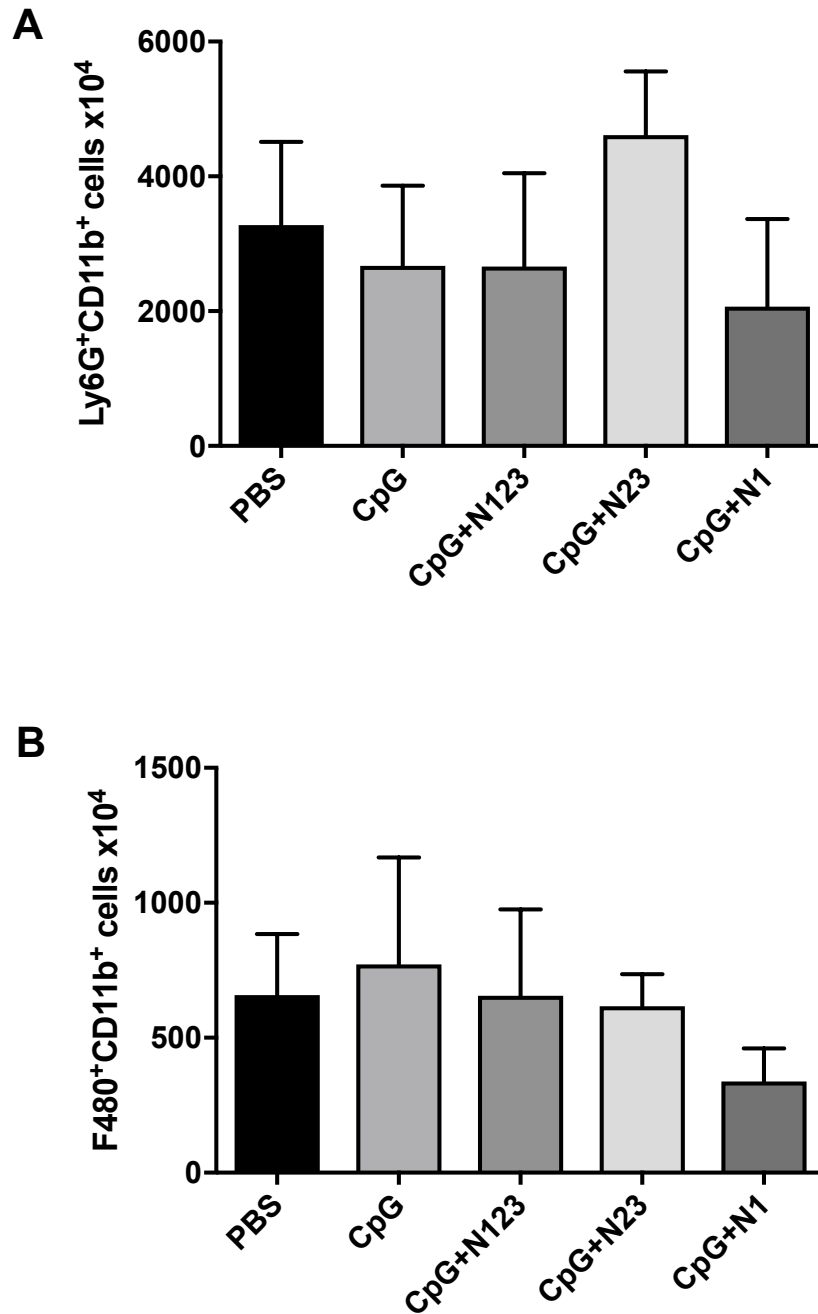 A
Ly6G⁺CD11b⁺ cells x10⁴
6000
4000
2000
0
PBS
CpG
CpG+N123
CpG+N23
CpG+N1
B
F480⁺CD11b⁺ cells x10⁴
1500
1000
500
0
PBS
CpG
CpG+N123
CpG+N23
CpG+N1